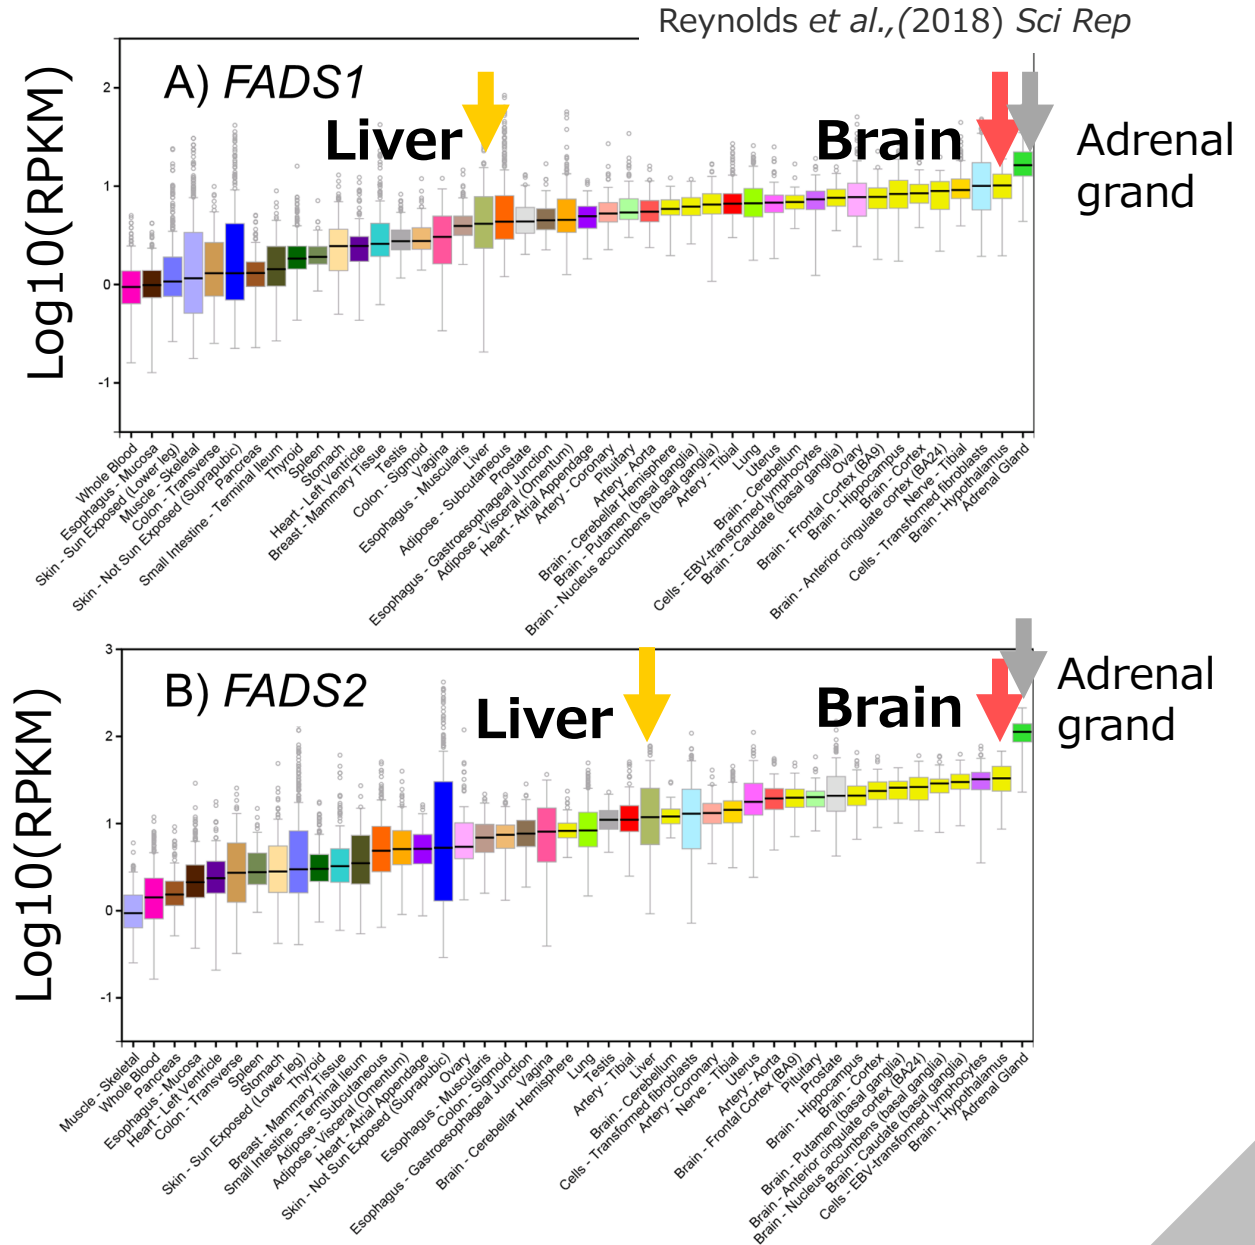 Reynolds et al.,(2018) Sci Rep
A) FADS1
Liver
Brain
Adrenal
grand
Log10(RPKM)
2
1
0
-1
Whole Blood
Esophagus - Mucosa
Skin - Sun Exposed (Lower leg)
Muscle - Skeletal
Colon - Transverse
Skin - Not Sun Exposed (Suprapubic)
Pancreas
Small Intestine - Terminal Ileum
Thyroid
Spleen
Stomach
Heart - Left Ventricle
Breast - Mammary Tissue
Testis
Colon - Sigmoid
Vagina
Esophagus - Muscularis
Liver
Adipose - Subcutaneous
Prostate
Esophagus - Gastroesophageal Junction
Adipose - Visceral (Omentum)
Heart - Atrial Appendage
Artery - Coronary
Pituitary
Artery - Aorta
Brain - Cerebellar Hemisphere
Brain - Putamen (basal ganglia)
Brain - Nucleus accumbens (basal ganglia)
Artery - Tibial
Lung
Uterus
Brain - Cerebellum
Cells - EBV-transformed lymphocytes
Brain - Caudate (basal ganglia)
Ovary
Brain - Frontal Cortex (BA9)
Brain - Hippocampus
Brain - Cortex
Brain - Anterior cingulate cortex (BA24)
Nerve - Tibial
Cells - Transformed fibroblasts
Brain - Hypothalamus
Adrenal Gland
B) FADS2
Liver
Brain
Adrenal
grand
Log10(RPKM)
3
2
1
0
-1
Muscle - Skeletal
Whole Blood
Pancreas
Esophagus - Mucosa
Heart - Left Ventricle
Colon - Transverse
Spleen
Stomach
Skin - Sun Exposed (Lower leg)
Thyroid
Breast - Mammary Tissue
Small Intestine - Terminal Ileum
Adipose - Subcutaneous
Adipose - Visceral (Omentum)
Heart - Atrial Appendage
Skin - Not Sun Exposed (Suprapubic)
Ovary
Esophagus - Muscularis
Colon - Sigmoid
Esophagus - Gastroesophageal Junction
Vagina
Brain - Cerebellar Hemisphere
Lung
Testis
Artery - Tibial
Liver
Brain - Cerebellum
Cells - Transformed fibroblasts
Artery - Coronary
Nerve - Tibial
Uterus
Artery - Aorta
Brain - Frontal Cortex (BA9)
Pituitary
Prostate
Brain - Hippocampus
Brain - Cortex
Brain - Putamen (basal ganglia)
Brain - Anterior cingulate cortex (BA24)
Brain - Nucleus accumbens (basal ganglia)
Brain - Caudate (basal ganglia)
Cells - EBV-transformed lymphocytes
Brain - Hypothalamus
Adrenal Gland